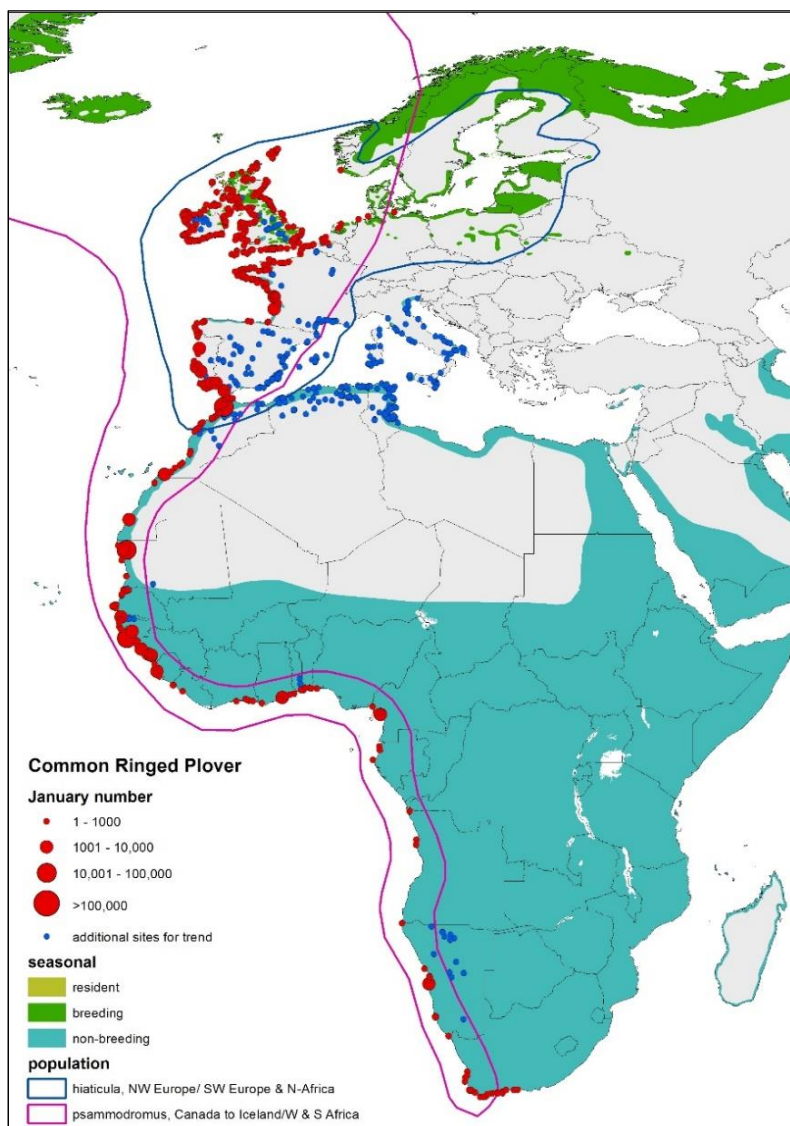 Common Ringed Plover
January number
1 - 1000
1001 - 10,000
10,001 - 100,000
>100,000
additional sites for trend
seasonal
resident
breeding
non-breeding
population
hiaticula, NW Europe/ SW Europe & N-Africa
psammodromus, Canada to Iceland/W & S Africa